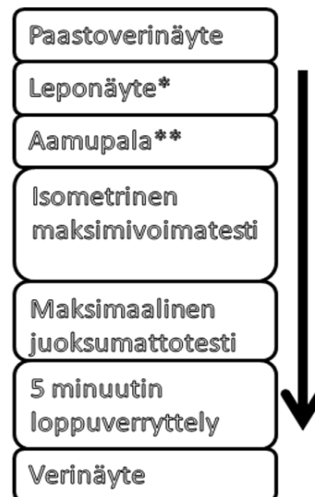 Paastoverinäyte
Leponäyte*
Aamupala**
Isometrinen
maksimivoimatesti
Maksimaalinen
juoksumattotesti
5 minuutin
loppuverryttely
Verinäyte